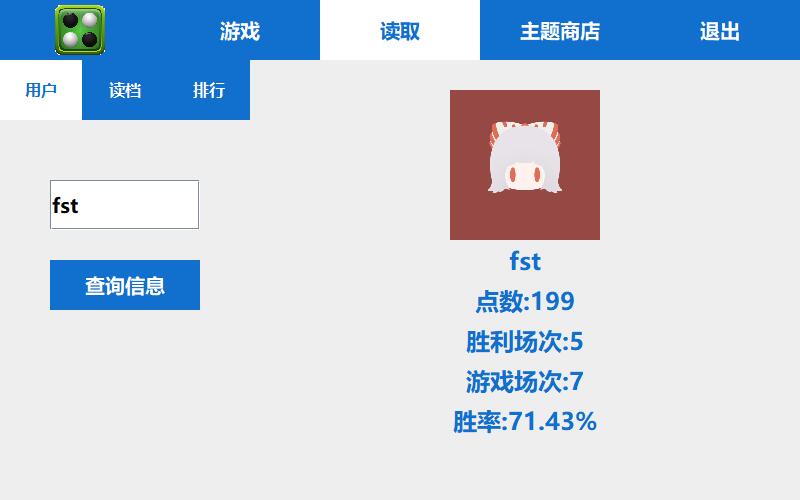 游戏 读取 主题商店 退出
用户 读档 排行
fst
查询信息
fst
点数:199
胜利场次:5
游戏场次:7
胜率:71.43%